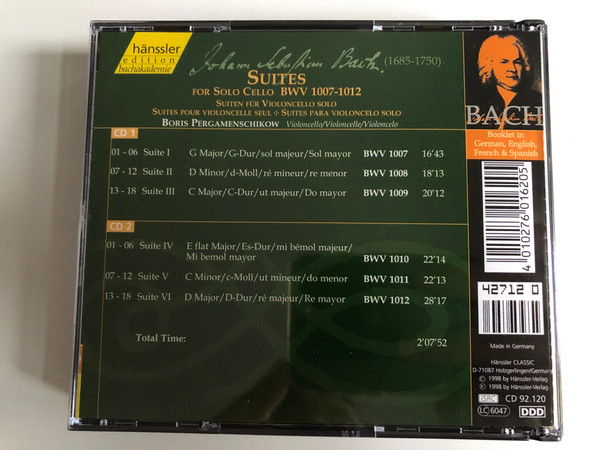 hänssler
edition
bachakademie
Johann Sebastian Bach. (1685-1750)
SUITES
FOR SOLO CELLO BWV 1007-1012
SUITEN FÜR VIOLONCELLO SOLO
SUITES POUR VIOLONCELLE SEUL ÷ SUITES PARA VIOLONCELO SOLO
BORIS PERGAMENSCHIKOW Violoncello/Violoncelle/Violoncelo
CD 1
01 - 06 Suite I G Major/G-Dur/sol majeur/Sol mayor BWV 1007 16'43
07 - 12 Suite II D Minor/d-Moll/ré mineur/re menor BWV 1008 18'13
13 - 18 Suite III C Major/C-Dur/ut majeur/Do mayor BWV 1009 20'12
CD 2
01 - 06 Suite IV E flat Major/Es-Dur/mi bémol majeur/
Mi bemol mayor BWV 1010 22'14
07 - 12 Suite V C Minor/c-Moll/ut mineur/do menor BWV 1011 22'13
13 - 18 Suite VI D Major/D-Dur/ré majeur/Re mayor BWV 1012 28'17
Total Time: 2'07'52
BACH
Booklet in
German, English,
French & Spanish
4 010276 016205
42712 0
Made in Germany
Hänssler CLASSIC
D-71087 Holzgerlingen/Germany
℗ 1998 by Hänssler-Verlag
© 1998 by Hänssler-Verlag
ISRC CD 92.120
LC 6047 DDD